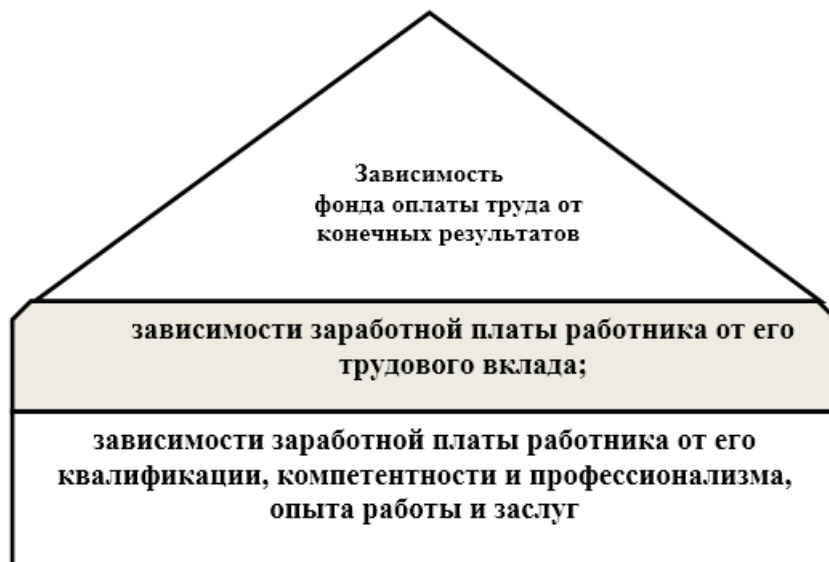 Зависимость
фонда оплаты труда от
конечных результатов
зависимости заработной платы работника от его
трудового вклада;
зависимости заработной платы работника от его
квалификации, компетентности и профессионализма,
опыта работы и заслуг